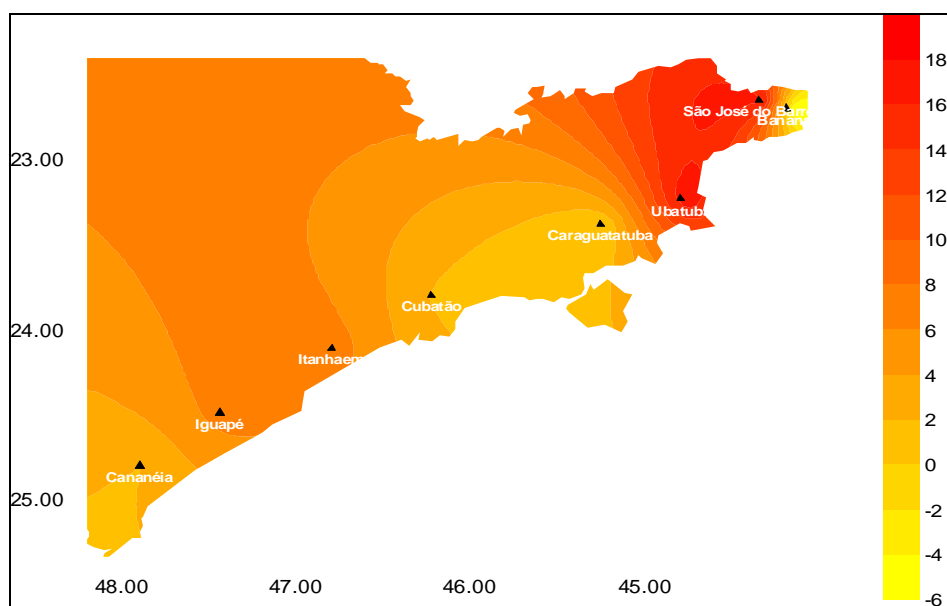 18
16
14
12
10
8
6
4
2
0
-2
-4
-6
São José do Barr
Banan
23.00
Ubatub
Caraguatatuba
Cubatão
24.00
Itanhaem
Iguapé
Cananéia
25.00
48.00
47.00
46.00
45.00